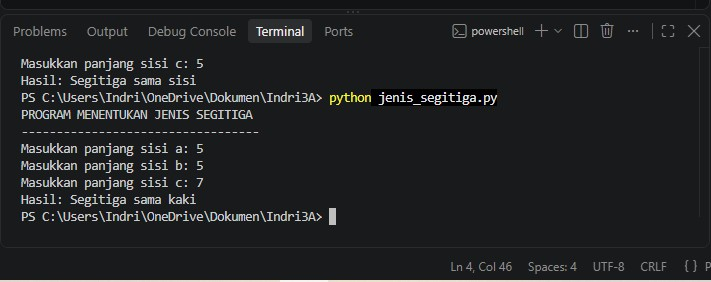 Problems Output Debug Console Terminal Ports powershell
Masukkan panjang sisi c: 5
Hasil: Segitiga sama sisi
PS C:\Users\Indri\OneDrive\Dokumen\Indri3A> python jenis_segitiga.py
PROGRAM MENENTUKAN JENIS SEGITIGA
----------------------------------
Masukkan panjang sisi a: 5
Masukkan panjang sisi b: 5
Masukkan panjang sisi c: 7
Hasil: Segitiga sama kaki
PS C:\Users\Indri\OneDrive\Dokumen\Indri3A>
Ln 4, Col 46 Spaces: 4 UTF-8 CRLF { } P